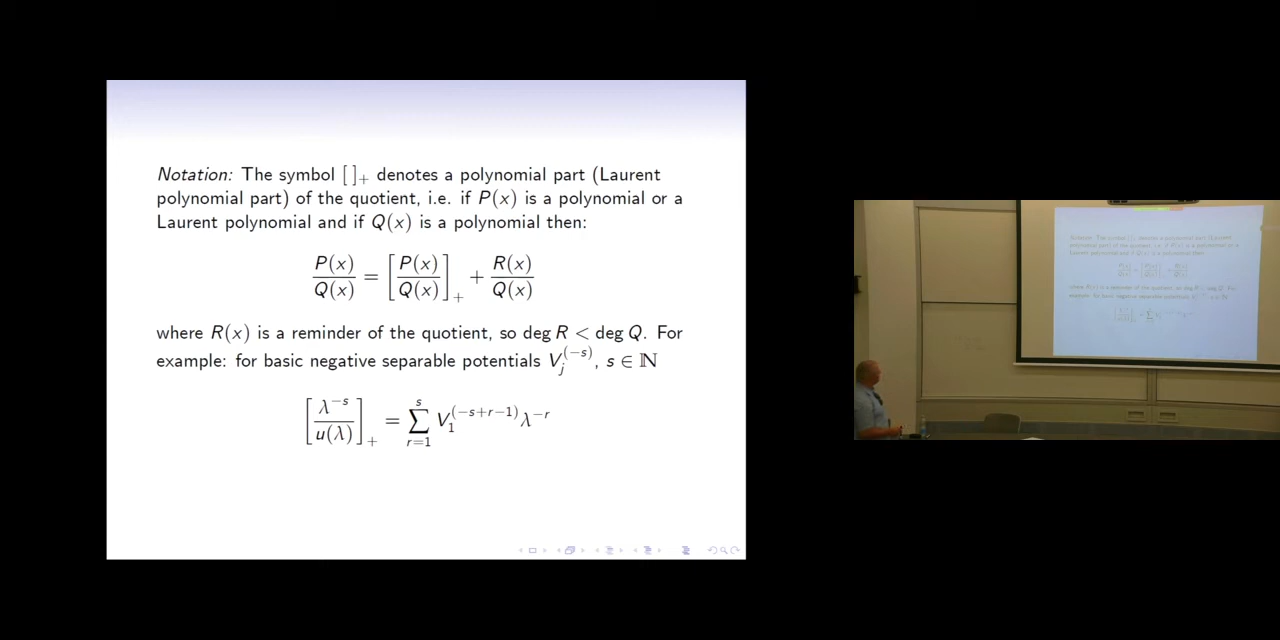 Notation: The symbol [ ]₊ denotes a polynomial part (Laurent
polynomial part) of the quotient, i.e. if P(x) is a polynomial or a
Laurent polynomial and if Q(x) is a polynomial then:
P(x)/Q(x) = [P(x)/Q(x)]₊ + R(x)/Q(x)
where R(x) is a reminder of the quotient, so deg R < deg Q. For
example: for basic negative separable potentials V_j^(−s), s ∈ ℕ
[λ^−s/u(λ)]₊ = ∑_{r=1}^{s} V_1^(−s+r−1) λ^−r